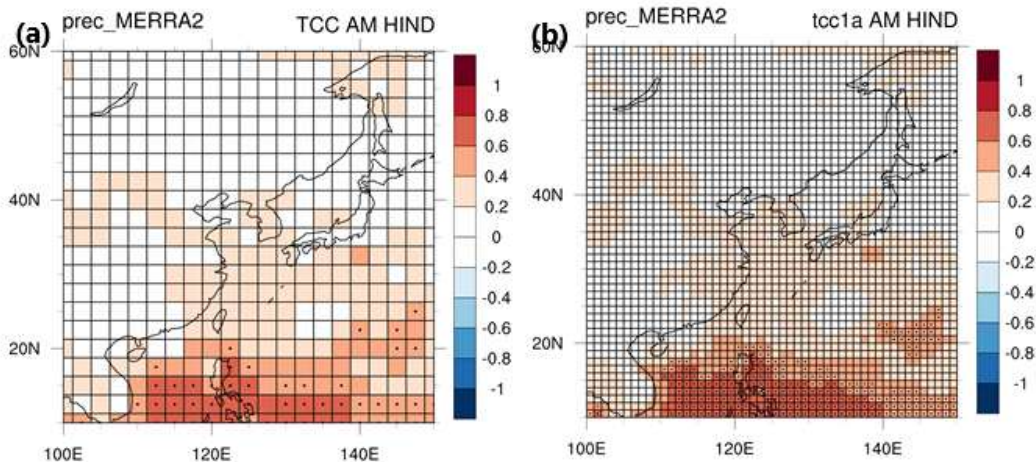 (a) prec_MERRA2 TCC AM HIND
60N
40N
20N
100E 120E 140E
1
0.8
0.6
0.4
0.2
0
-0.2
-0.4
-0.6
-0.8
-1
(b) prec_MERRA2 tcc1a AM HIND
60N
40N
20N
100E 120E 140E
1
0.8
0.6
0.4
0.2
0
-0.2
-0.4
-0.6
-0.8
-1